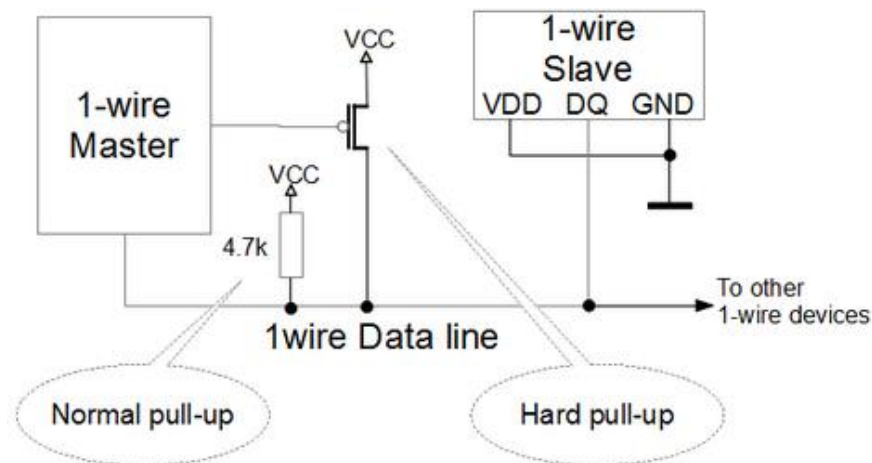 1-wire
Master
VCC
VCC
4.7k
1-wire
Slave
VDD DQ GND
To other
1-wire devices
1wire Data line
Normal pull-up
Hard pull-up